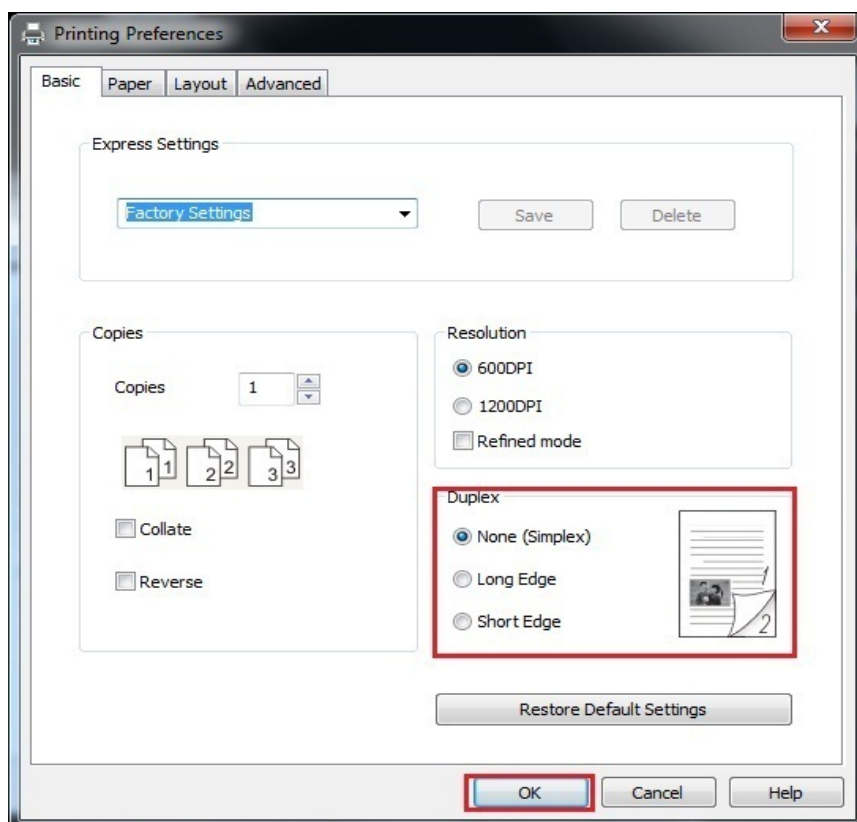 Printing Preferences
Basic Paper Layout Advanced
Express Settings
Factory Settings Save Delete
Copies
Copies 1
1 1 2 2 3 3
Collate
Reverse
Resolution
600DPI
1200DPI
Refined mode
Duplex
None (Simplex)
Long Edge
Short Edge
1
2
Restore Default Settings
OK Cancel Help